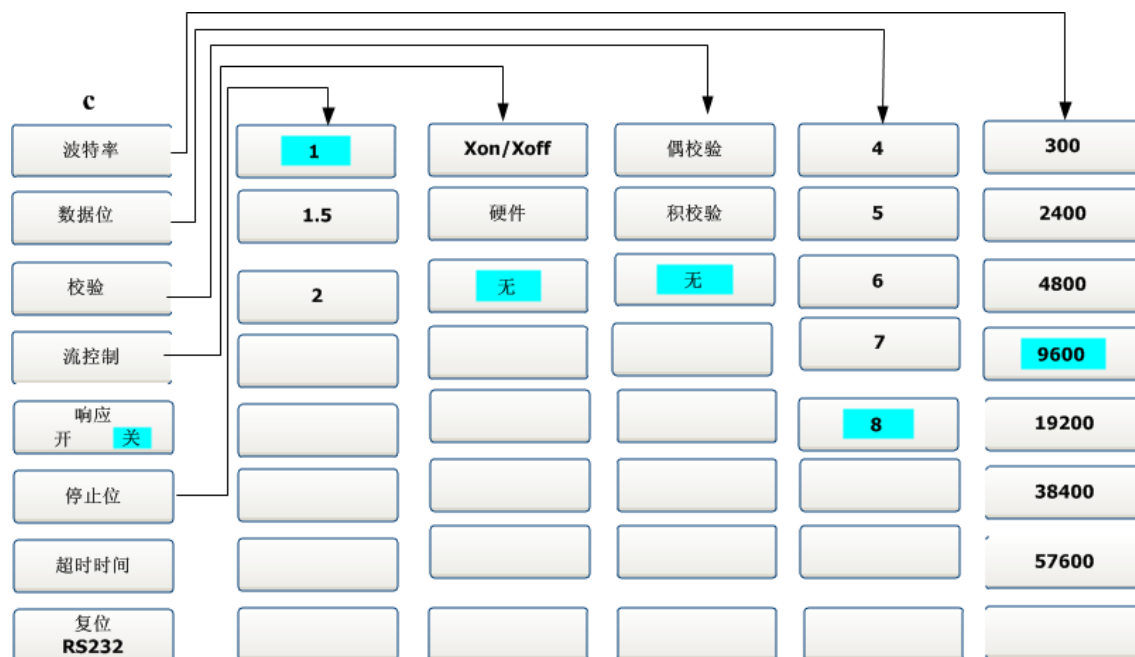 c
波特率
数据位
校验
流控制
响应
开 关
停止位
超时时间
复位
RS232
1
1.5
2
Xon/Xoff
硬件
无
偶校验
积校验
无
4
5
6
7
8
300
2400
4800
9600
19200
38400
57600